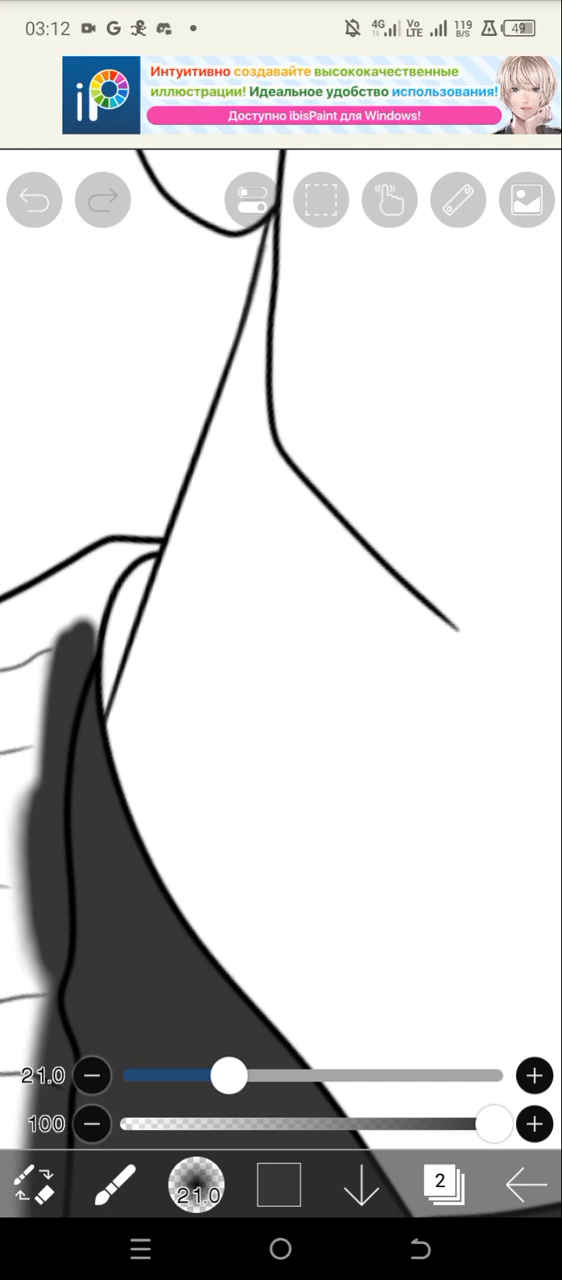 03:12 G 4G Vo LTE 119 B/S 49
iP
Интуитивно создавайте высококачественные
иллюстрации! Идеальное удобство использования!
Доступно ibisPaint для Windows!
21.0
100
21.0 2